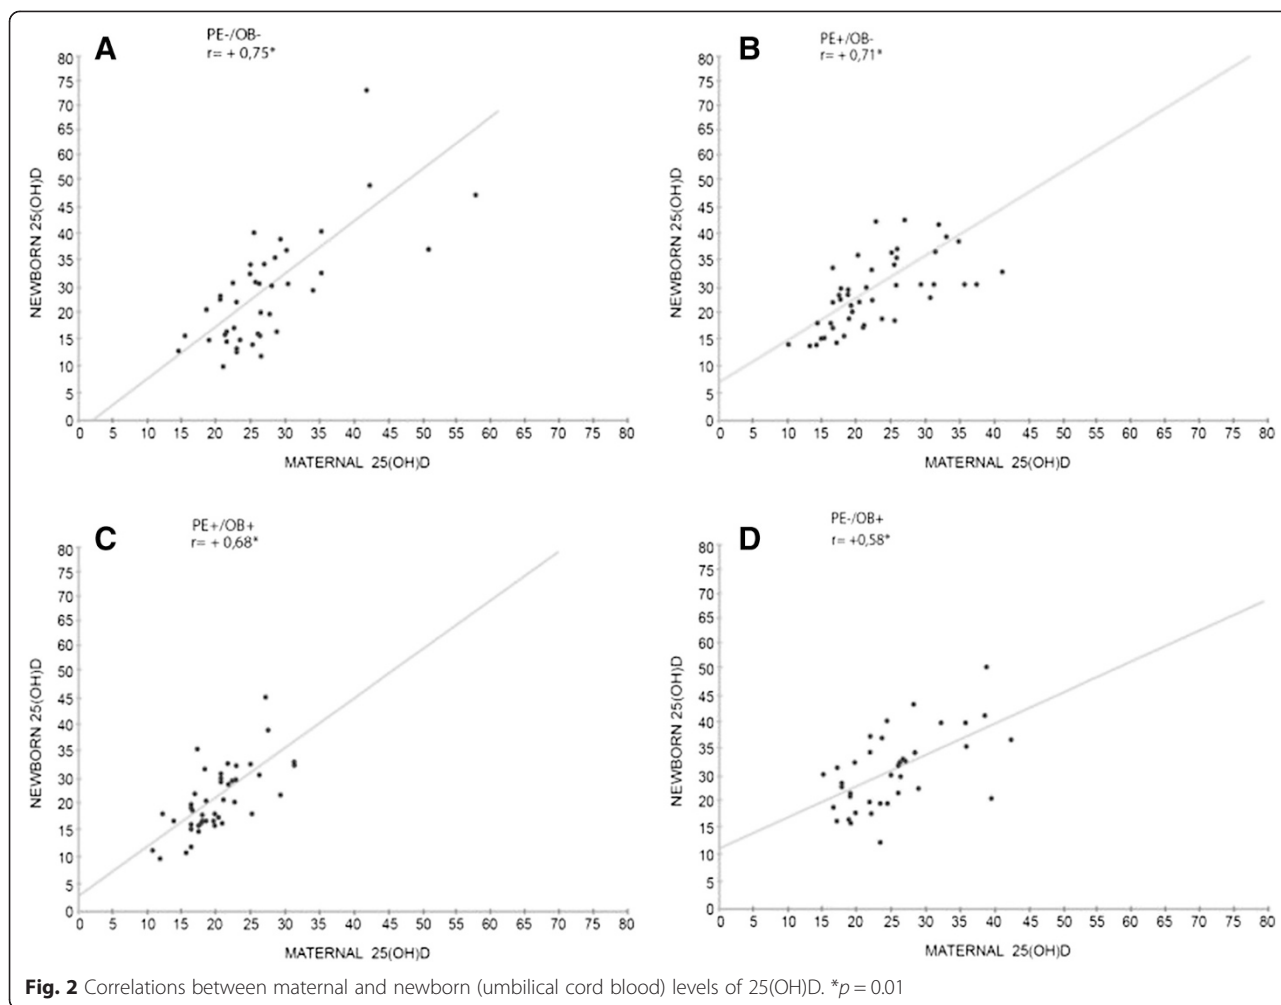 A
PE-/OB-
r= + 0,75*
80
75
70
65
60
50
45
40
35
30
20
15
10
5
0
NEWBORN 25(OH)D
0 5 10 15 20 25 30 35 40 45 50 55 60 65 70 75 80
MATERNAL 25(OH)D
B
PE+/OB-
r= + 0,71*
80
75
70
65
60
50
45
40
35
30
20
15
10
5
0
NEWBORN 25(OH)D
0 5 10 15 20 25 30 35 40 45 50 55 60 65 70 75 80
MATERNAL 25(OH)D
C
PE+/OB+
r= + 0,68*
80
75
70
65
60
50
45
40
35
30
20
15
10
5
0
NEWBORN 25(OH)D
0 5 10 15 20 25 30 35 40 45 50 55 60 65 70 75 80
MATERNAL 25(OH)D
D
PE-/OB+
r= +0,58*
80
75
70
65
60
50
45
40
35
30
20
15
10
5
0
NEWBORN 25(OH)D
0 5 10 15 20 25 30 35 40 45 50 55 60 65 70 75 80
MATERNAL 25(OH)D
Fig. 2 Correlations between maternal and newborn (umbilical cord blood) levels of 25(OH)D. *p = 0.01